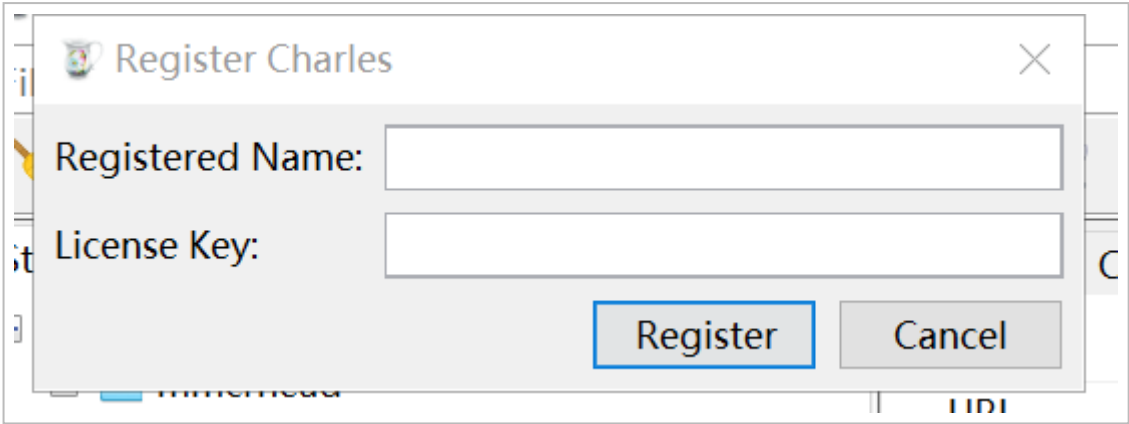 Register Charles
Registered Name:
License Key:
Register
Cancel